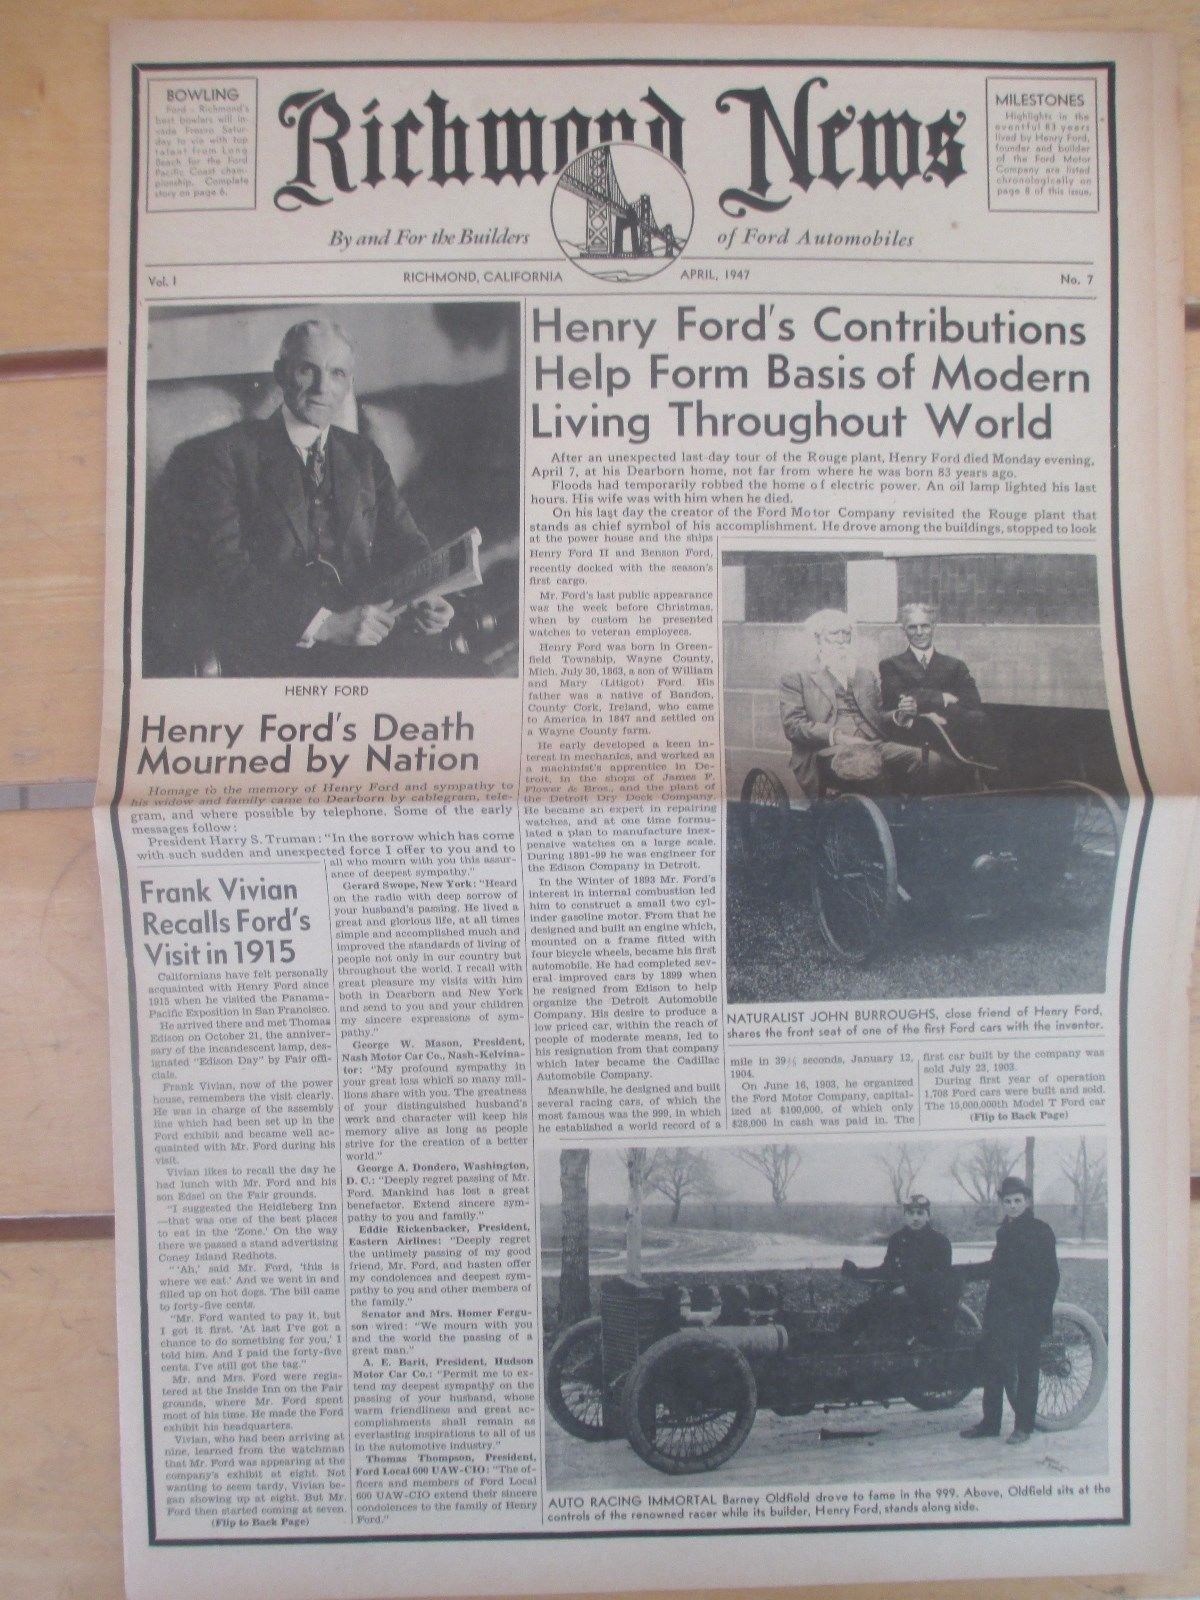 BOWLING
Ford - Richmond's
best bowlers will in-
vade Fresno Satur-
day to vie with top
talent from Long
Beach for the Ford
Pacific Coast cham-
pionship. Complete
story on page 6.
Richmond News
By and For the Builders of Ford Automobiles
MILESTONES
Highlights in the
eventful 83 years
lived by Henry Ford,
founder and builder
of the Ford Motor
Company are listed
chronologically on
page 8 of this issue.
Vol. I RICHMOND, CALIFORNIA APRIL, 1947 No. 7
HENRY FORD
Henry Ford's Death
Mourned by Nation
Homage to the memory of Henry Ford and sympathy to
his widow and family came to Dearborn by cablegram, tele-
gram, and where possible by telephone. Some of the early
messages follow:
President Harry S. Truman: "In the sorrow which has come
with such sudden and unexpected force I offer to you and to
all who mourn with you this assur-
ance of deepest sympathy."
Gerard Swope, New York: "Heard
on the radio with deep sorrow of
your husband's passing. He lived a
great and glorious life, at all times
simple and accomplished much and
improved the standards of living of
people not only in our country but
throughout the world. I recall with
great pleasure my visits with him
both in Dearborn and New York
and send to you and your children
my sincere expressions of sym-
pathy."
George W. Mason, President,
Nash Motor Car Co., Nash-Kelvina-
tor: "My profound sympathy in
your great loss which so many mil-
lions share with you. The greatness
of your distinguished husband's
work and character will keep his
memory alive as long as people
strive for the creation of a better
world."
George A. Dondero, Washington,
D. C.: "Deeply regret passing of Mr.
Ford. Mankind has lost a great
benefactor. Extend sincere sym-
pathy to you and family."
Eddie Rickenbacker, President,
Eastern Airlines: "Deeply regret
the untimely passing of my good
friend, Mr. Ford, and hasten offer
my condolences and deepest sym-
pathy to you and other members of
the family."
Senator and Mrs. Homer Fergu-
son wired: "We mourn with you
and the world the passing of a
great man."
A. E. Barit, President, Hudson
Motor Car Co.: "Permit me to ex-
tend my deepest sympathy on the
passing of your husband, whose
warm friendliness and great ac-
complishments shall remain as
everlasting inspirations to all of us
in the automotive industry."
Thomas Thompson, President,
Ford Local 600 UAW-CIO: "The of-
ficers and members of Ford Local
600 UAW-CIO extend their sincere
condolences to the family of Henry
Ford."
Frank Vivian
Recalls Ford's
Visit in 1915
Californians have felt personally
acquainted with Henry Ford since
1915 when he visited the Panama-
Pacific Exposition in San Francisco.
He arrived there and met Thomas
Edison on October 21, the anniver-
sary of the incandescent lamp, des-
ignated "Edison Day" by Fair offi-
cials.
Frank Vivian, now of the power
house, remembers the visit clearly.
He was in charge of the assembly
line which had been set up in the
Ford exhibit and became well ac-
quainted with Mr. Ford during his
visit.
Vivian likes to recall the day he
had lunch with Mr. Ford and his
son Edsel on the Fair grounds.
"I suggested the Heidleberg Inn
—that was one of the best places
to eat in the 'Zone.' On the way
there we passed a stand advertising
Coney Island Redhots.
"'Ah,' said Mr. Ford, 'this is
where we eat.' And we went in and
filled up on hot dogs. The bill came
to forty-five cents.
"Mr. Ford wanted to pay it, but
I got it first. 'At last I've got a
chance to do something for you,' I
told him. And I paid the forty-five
cents. I've still got the tag."
Mr. and Mrs. Ford were regis-
tered at the Inside Inn on the Fair
grounds, where Mr. Ford spent
most of his time. He made the Ford
exhibit his headquarters.
Vivian, who had been arriving at
nine, learned from the watchman
that Mr. Ford was appearing at the
company's exhibit at eight. Not
wanting to seem tardy, Vivian be-
gan showing up at eight. But Mr.
Ford then started coming at seven.
(Flip to Back Page)
Henry Ford's Contributions
Help Form Basis of Modern
Living Throughout World
After an unexpected last-day tour of the Rouge plant, Henry Ford died Monday evening,
April 7, at his Dearborn home, not far from where he was born 83 years ago.
Floods had temporarily robbed the home of electric power. An oil lamp lighted his last
hours. His wife was with him when he died.
On his last day the creator of the Ford Motor Company revisited the Rouge plant that
stands as chief symbol of his accomplishment. He drove among the buildings, stopped to look
at the power house and the ships
Henry Ford II and Benson Ford,
recently docked with the season's
first cargo.
Mr. Ford's last public appearance
was the week before Christmas,
when by custom he presented
watches to veteran employees.
Henry Ford was born in Green-
field Township, Wayne County,
Mich. July 30, 1863, a son of William
and Mary (Litigot) Ford. His
father was a native of Bandon,
County Cork, Ireland, who came
to America in 1847 and settled on
a Wayne County farm.
He early developed a keen in-
terest in mechanics, and worked as
a machinist's apprentice in De-
troit, in the shops of James F.
Flower & Bros., and the plant of
the Detroit Dry Dock Company.
He became an expert in repairing
watches, and at one time formu-
lated a plan to manufacture inex-
pensive watches on a large scale.
During 1891-99 he was engineer for
the Edison Company in Detroit.
In the Winter of 1893 Mr. Ford's
interest in internal combustion led
him to construct a small two cyl-
inder gasoline motor. From that he
designed and built an engine which,
mounted on a frame fitted with
four bicycle wheels, became his first
automobile. He had completed sev-
eral improved cars by 1899 when
he resigned from Edison to help
organize the Detroit Automobile
Company. His desire to produce a
low priced car, within the reach of
people of moderate means, led to
his resignation from that company
which later became the Cadillac
Automobile Company.
Meanwhile, he designed and built
several racing cars, of which the
most famous was the 999, in which
he established a world record of a
mile in 39 seconds, January 12,
1904.
On June 16, 1903, he organized
the Ford Motor Company, capital-
ized at $100,000, of which only
$28,000 in cash was paid in. The
first car built by the company was
sold July 23, 1903.
During first year of operation
1,708 Ford cars were built and sold.
The 15,000,000th Model T Ford car
(Flip to Back Page)
NATURALIST JOHN BURROUGHS, close friend of Henry Ford,
shares the front seat of one of the first Ford cars with the inventor.
AUTO RACING IMMORTAL Barney Oldfield drove to fame in the 999. Above, Oldfield sits at the
controls of the renowned racer while its builder, Henry Ford, stands along side.